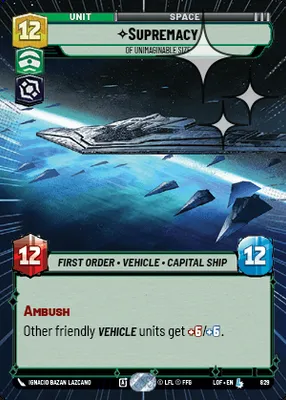 UNIT
SPACE
12
SUPREMACY
OF UNIMAGINABLE SIZE
12
FIRST ORDER • VEHICLE • CAPITAL SHIP
12
AMBUSH
Other friendly VEHICLE units get +6/+6.
IGNACIO BAZAN LAZCANO
© LFL © FFG
LOF • EN
629